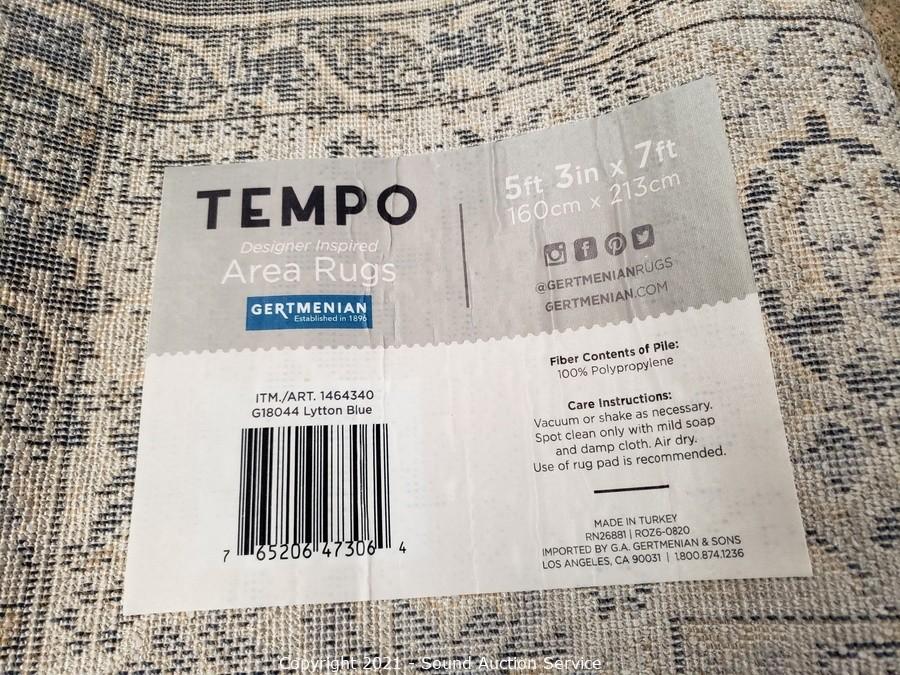 TEMPO
Designer Inspired
Area Rugs
GERTMENIAN
Established in 1896
5ft 3in x 7ft
160cm x 213cm
@GERTMENIANRUGS
GERTMENIAN.COM
ITM./ART. 1464340
G18044 Lytton Blue
7 65206 47306 4
Fiber Contents of Pile:
100% Polypropylene
Care Instructions:
Vacuum or shake as necessary.
Spot clean only with mild soap
and damp cloth. Air dry.
Use of rug pad is recommended.
MADE IN TURKEY
RN26881 | ROZ6-0820
IMPORTED BY G.A. GERTMENIAN & SONS
LOS ANGELES, CA 90031 | 1.800.874.1236
Copyright 2021 - Sound Auction Service